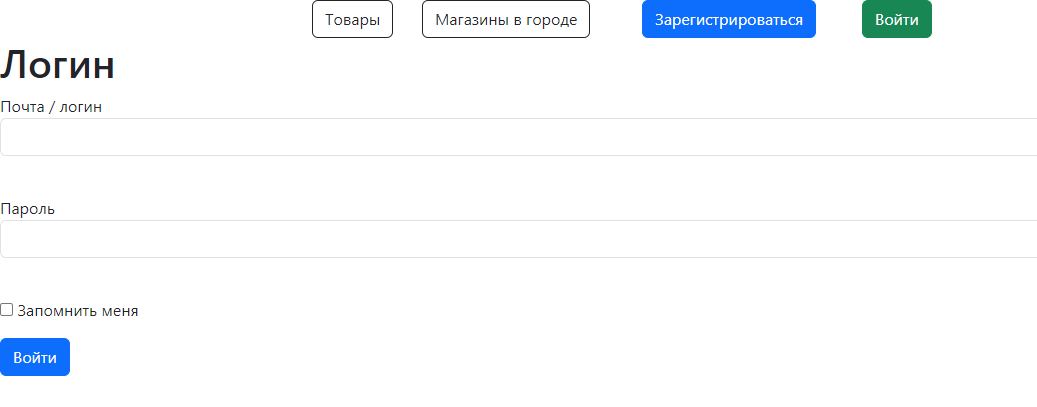 Товары Магазины в городе Зарегистрироваться Войти
Логин
Почта / логин
Пароль
Запомнить меня
Войти